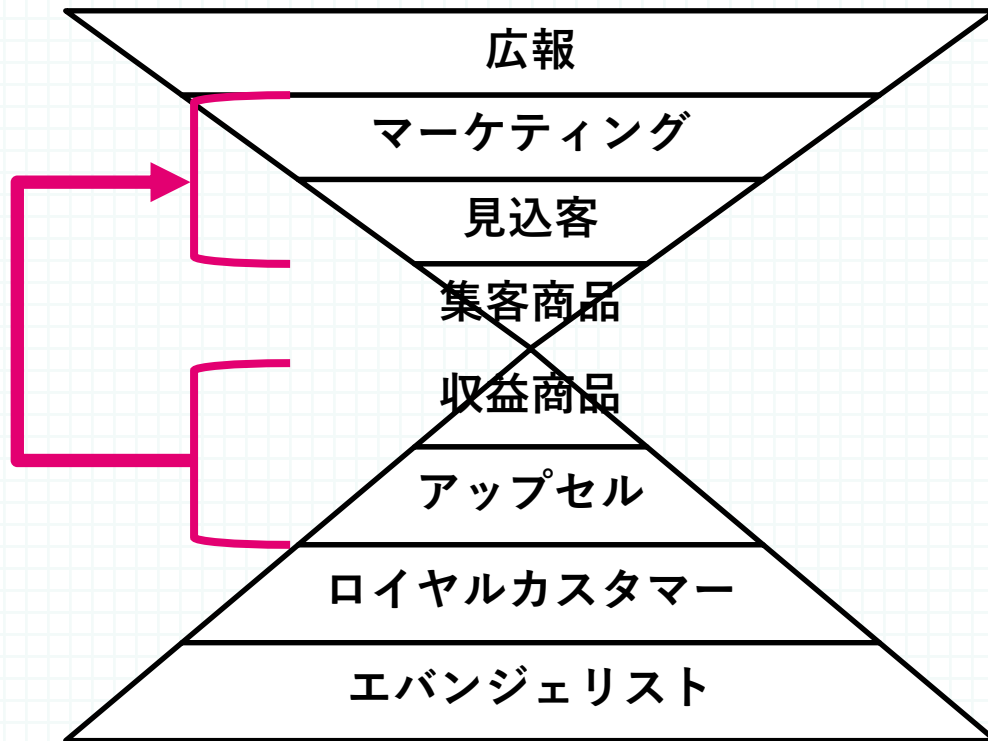 広報
マーケティング
見込客
集客商品
収益商品
アップセル
ロイヤルカスタマー
エバンジェリスト